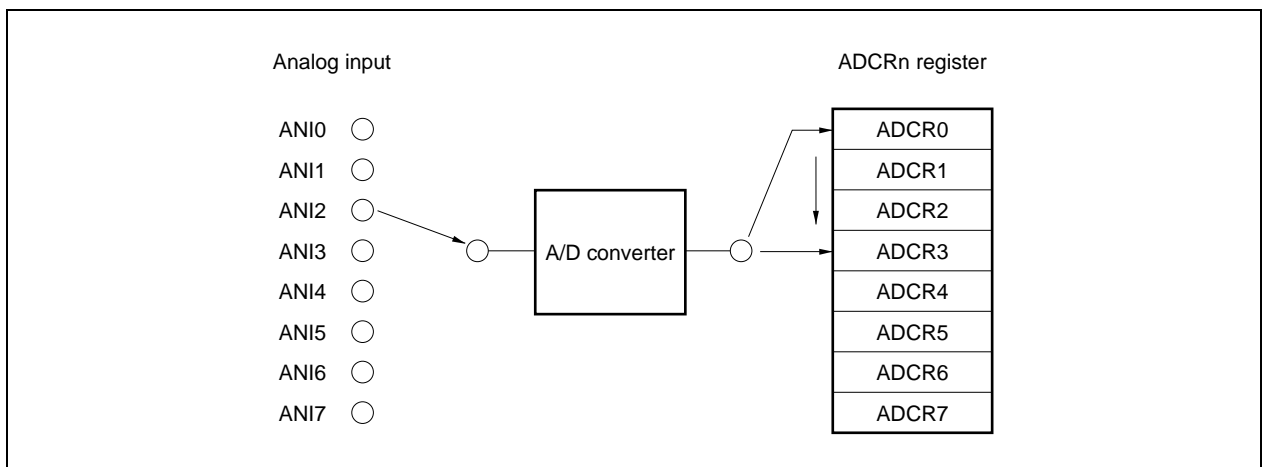 Analog input
ADCRn register
ANI0
ANI1
ANI2
ANI3
ANI4
ANI5
ANI6
ANI7
A/D converter
ADCR0
ADCR1
ADCR2
ADCR3
ADCR4
ADCR5
ADCR6
ADCR7